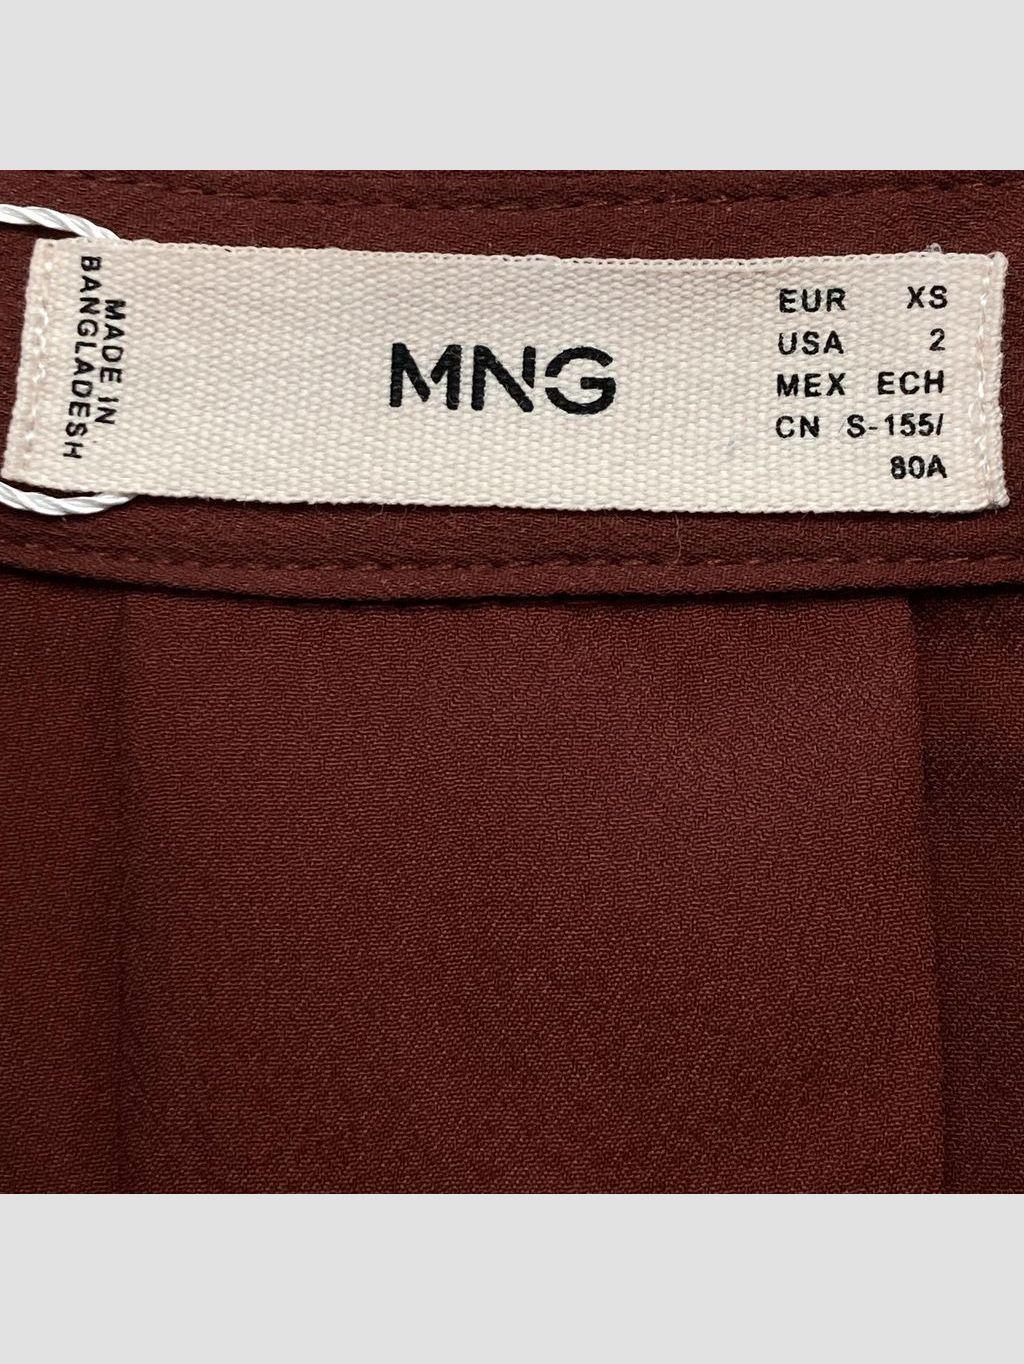 MADE IN
BANGLADESH
MNG
EUR XS
USA 2
MEX ECH
CN S-155/
80A